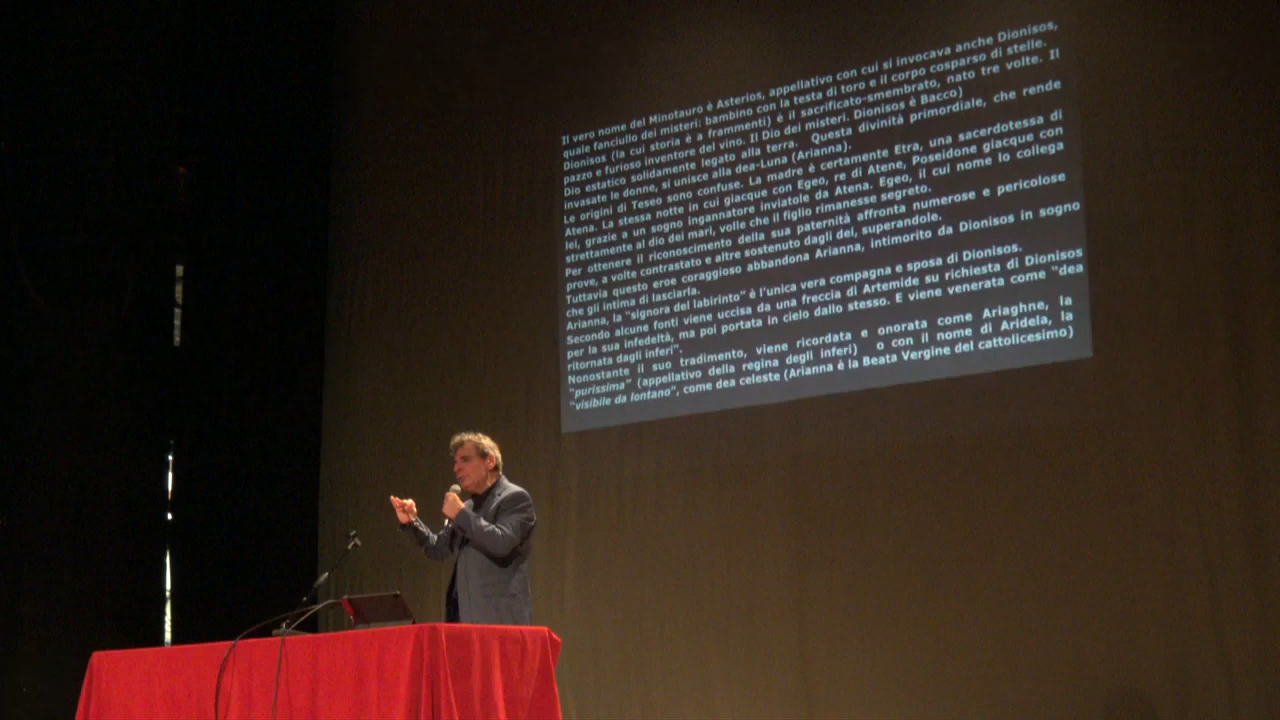 Il vero nome del Minotauro è Asterios, appellativo con cui si invocava anche Dionisos,
quale fanciullo dei misteri: bambino con la testa di toro e il corpo cosparso di stelle.
Dionisos (la cui storia è a frammenti) è il sacrificato-smembrato, nato tre volte. Il
pazzo e furioso inventore del vino. Il Dio dei misteri. Dionisos è Bacco)
Dio estatico solidamente legato alla terra. Questa divinità primordiale, che rende
invasate le donne, si unisce alla dea-Luna (Arianna).
Le origini di Teseo sono confuse. La madre è certamente Etra, una sacerdotessa di
Atena. La stessa notte in cui giacque con Egeo, re di Atene, Poseidone giacque con
lei, grazie a un sogno ingannatore inviatole da Atena. Egeo, il cui nome lo collega
strettamente al dio dei mari, volle che il figlio rimanesse segreto.
Per ottenere il riconoscimento della sua paternità affronta numerose e pericolose
prove, a volte contrastato e altre sostenuto dagli dei, superandole.
Tuttavia questo eroe coraggioso abbandona Arianna, intimorito da Dionisos in sogno
che gli intima di lasciarla.
Arianna, la "signora del labirinto" è l'unica vera compagna e sposa di Dionisos.
Secondo alcune fonti viene uccisa da una freccia di Artemide su richiesta di Dionisos
per la sua infedeltà, ma poi portata in cielo dallo stesso. E viene venerata come "dea
ritornata dagli inferi".
Nonostante il suo tradimento, viene ricordata e onorata come Ariaghne, la
"purissima" (appellativo della regina degli inferi) o con il nome di Aridela, la
"visibile da lontano", come dea celeste (Arianna è la Beata Vergine del cattolicesimo)